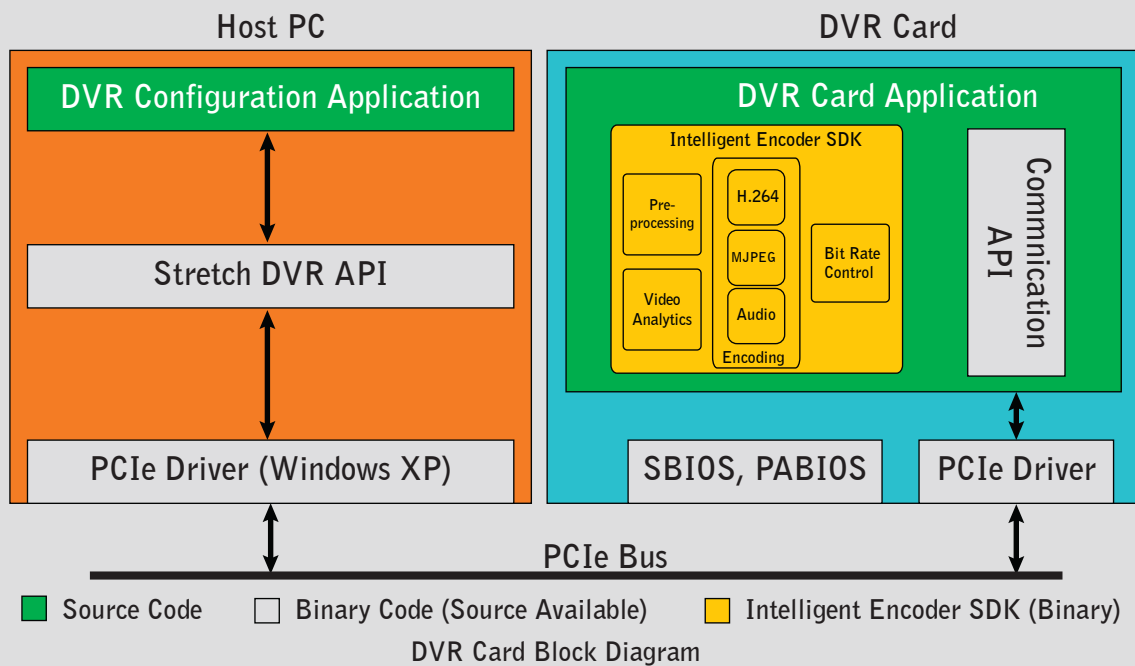 Host PC
DVR Configuration Application
Stretch DVR API
PCIe Driver (Windows XP)
DVR Card
DVR Card Application
Intelligent Encoder SDK
Pre-
processing
Video
Analytics
H.264
MJPEG
Audio
Encoding
Bit Rate
Control
Commnication
API
SBIOS, PABIOS
PCIe Driver
PCIe Bus
Source Code
Binary Code (Source Available)
Intelligent Encoder SDK (Binary)
DVR Card Block Diagram